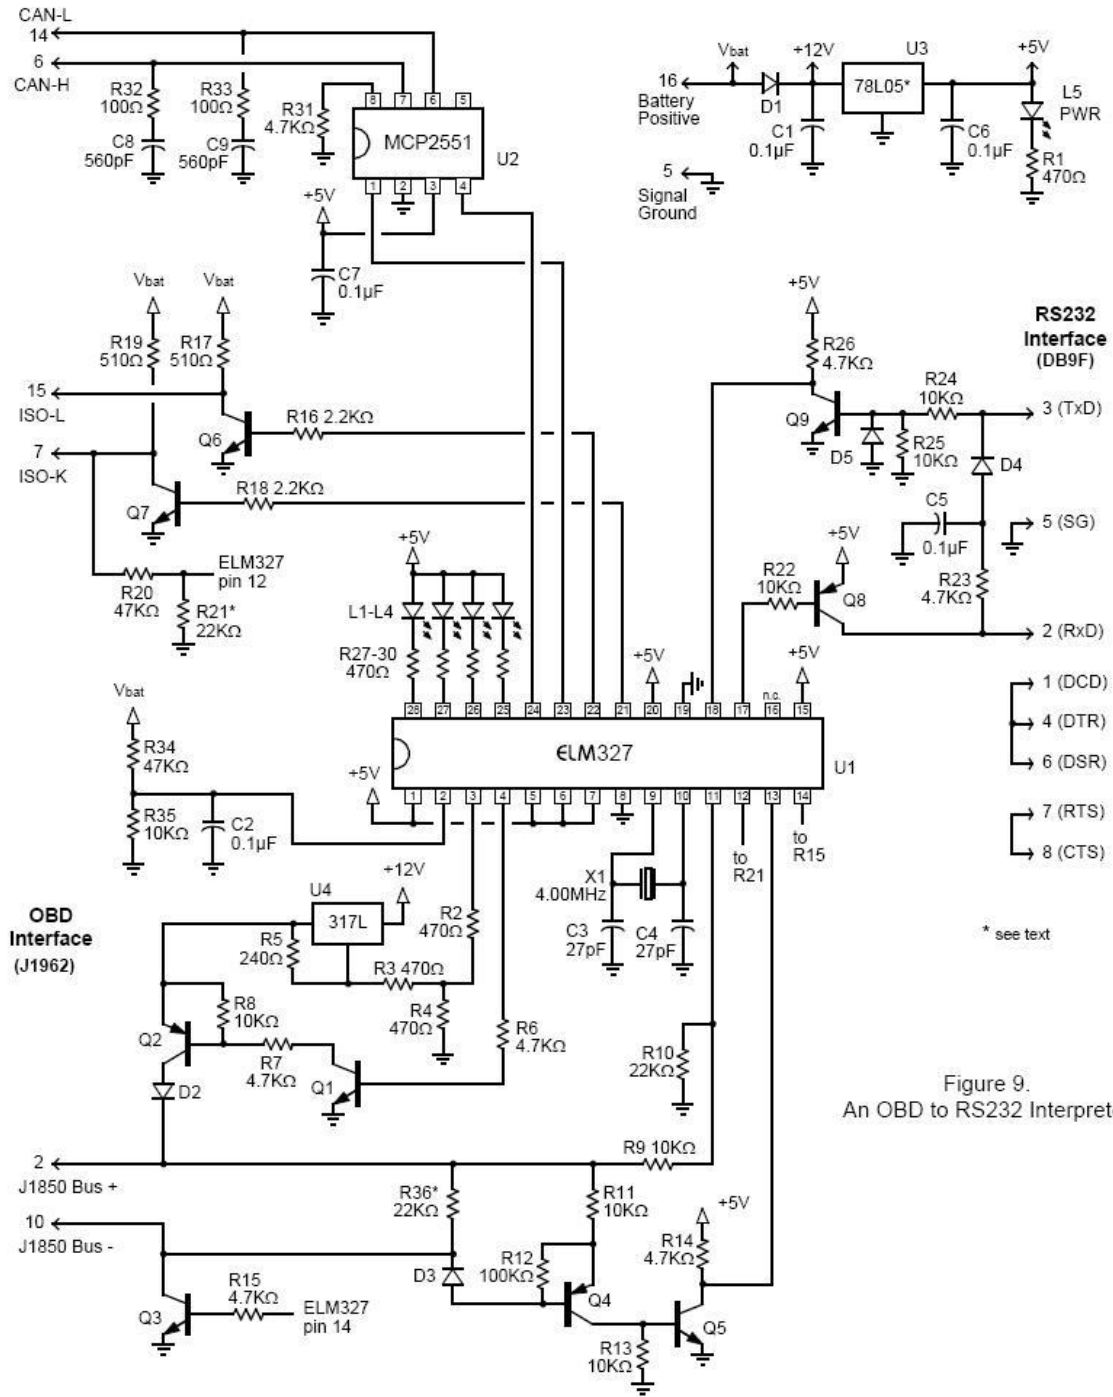 CAN-L
14
6
CAN-H
R32
100Ω
R33
100Ω
C8
560pF
C9
560pF
R31
4.7KΩ
8
7
6
5
MCP2551
U2
1
2
3
4
+5V
C7
0.1µF
Vbat
+12V
U3
+5V
16
Battery
Positive
D1
78L05*
L5
PWR
C1
0.1µF
C6
0.1µF
R1
470Ω
5
Signal
Ground
Vbat
Vbat
R19
510Ω
R17
510Ω
15
ISO-L
R16 2.2KΩ
Q6
7
ISO-K
R18 2.2KΩ
Q7
R20
47KΩ
ELM327
pin 12
R21*
22KΩ
+5V
L1-L4
R27-30
470Ω
+5V
R26
4.7KΩ
RS232
Interface
(DB9F)
R24
10KΩ
3 (TxD)
Q9
D5
R25
10KΩ
D4
C5
0.1µF
5 (SG)
+5V
R22
10KΩ
Q8
R23
4.7KΩ
2 (RxD)
+5V
+5V
n.c.
28
27
26
25
24
23
22
21
20
19
18
17
16
15
ELM327
U1
1
2
3
4
5
6
7
8
9
10
11
12
13
14
+5V
to
R21
to
R15
1 (DCD)
4 (DTR)
6 (DSR)
7 (RTS)
8 (CTS)
* see text
Vbat
R34
47KΩ
R35
10KΩ
C2
0.1µF
X1
4.00MHz
C3
27pF
C4
27pF
OBD
Interface
(J1962)
U4
+12V
317L
R5
240Ω
R2
470Ω
R3 470Ω
R4
470Ω
R8
10KΩ
Q2
R7
4.7KΩ
Q1
R6
4.7KΩ
D2
R10
22KΩ
Figure 9.
An OBD to RS232 Interprete
R9 10KΩ
2
J1850 Bus +
R36*
22KΩ
R11
10KΩ
+5V
10
J1850 Bus -
R14
4.7KΩ
R12
100KΩ
D3
Q4
R15
4.7KΩ
ELM327
pin 14
Q3
Q5
R13
10KΩ